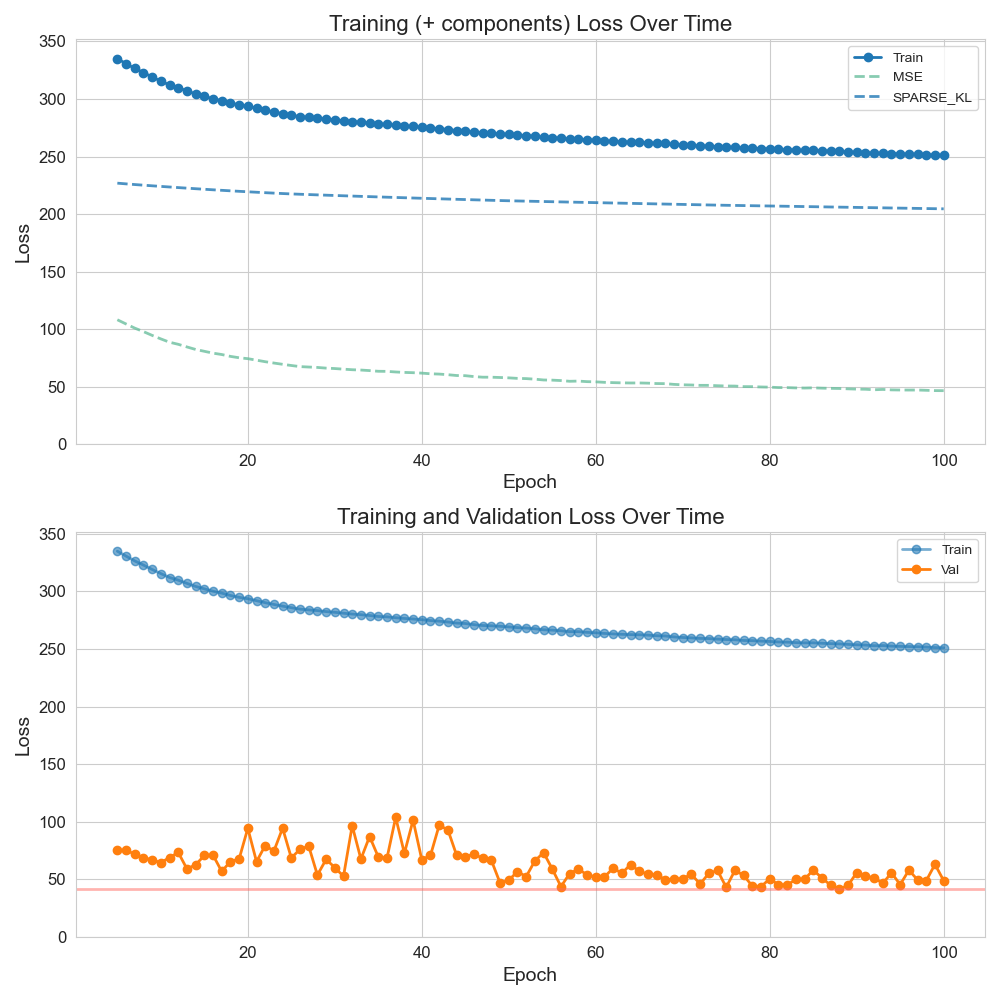 Training (+ components) Loss Over Time
350
300
250
200
150
100
50
0
Loss
Train
MSE
SPARSE_KL
20 40 60 80 100
Epoch
Training and Validation Loss Over Time
350
300
250
200
150
100
50
0
Loss
Train
Val
20 40 60 80 100
Epoch